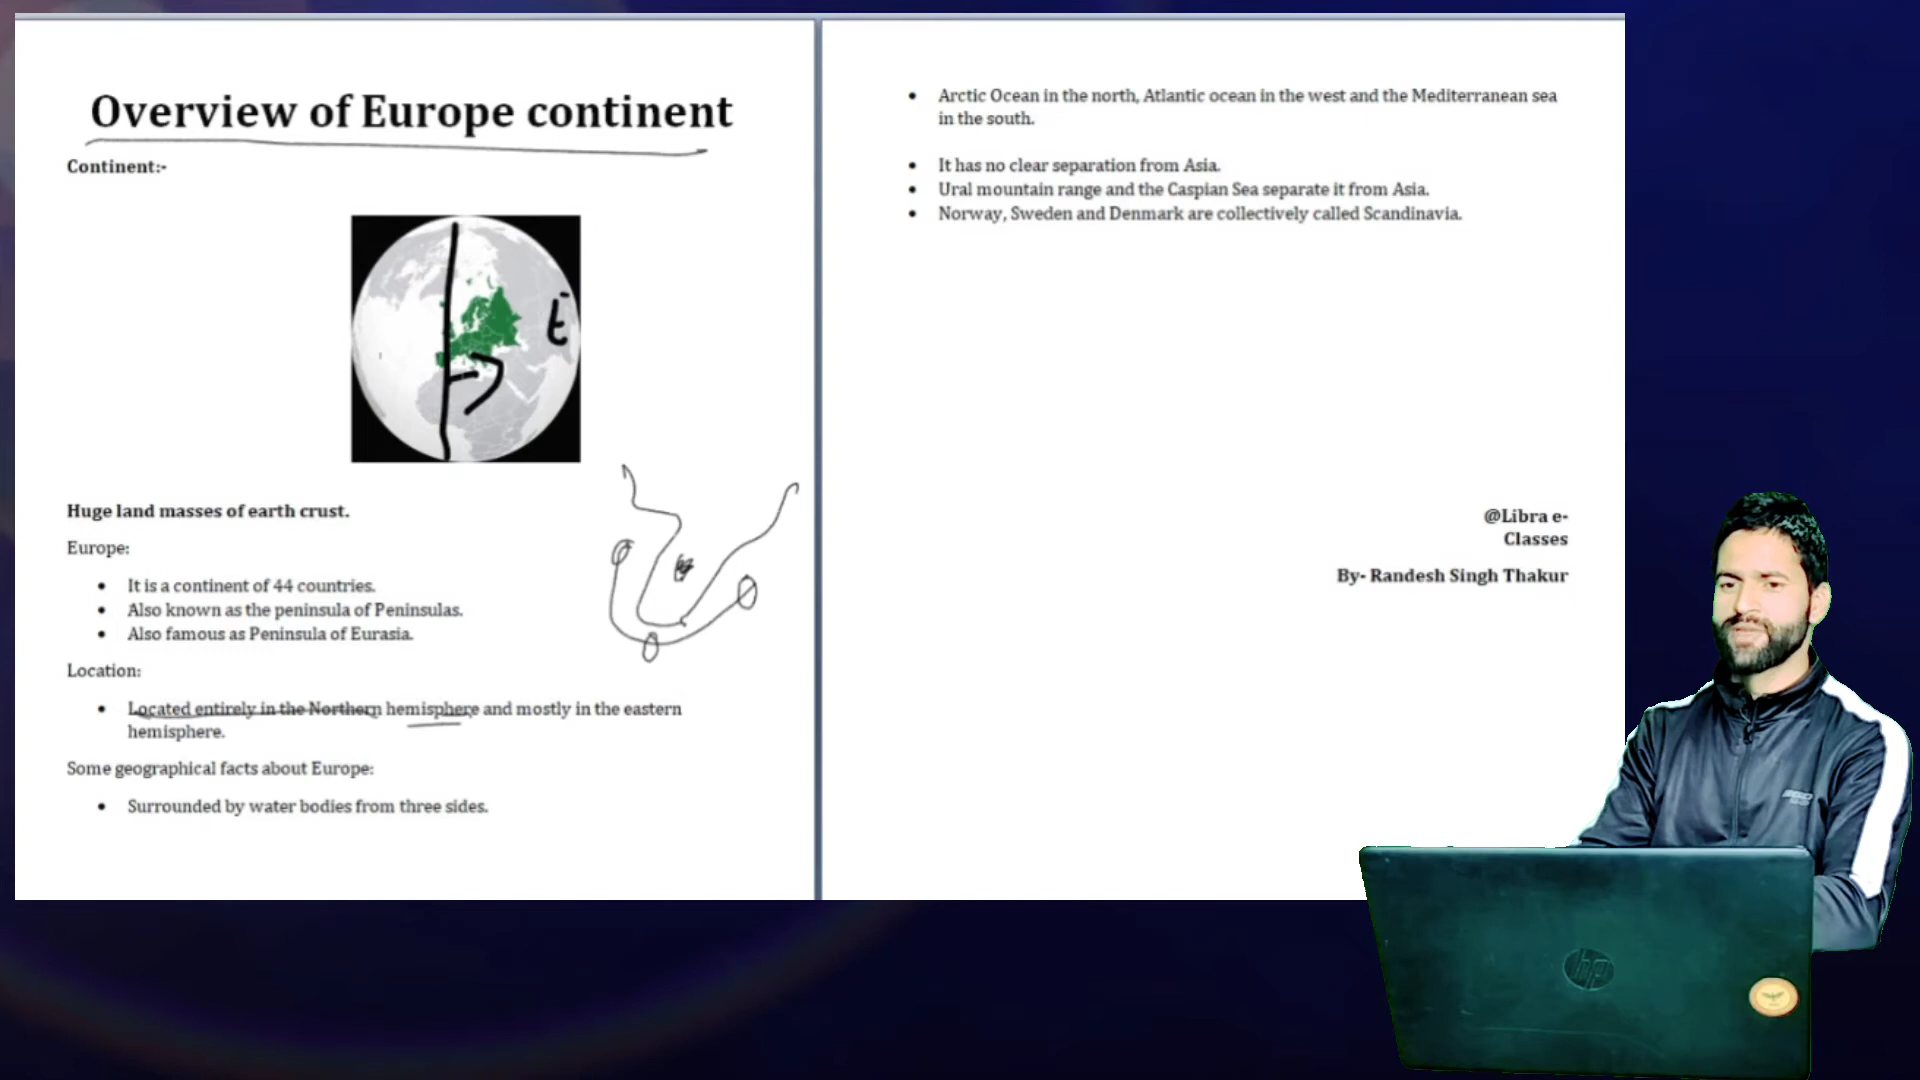 Overview of Europe continent
Continent:-
E
Huge land masses of earth crust.
Europe:
• It is a continent of 44 countries.
• Also known as the peninsula of Peninsulas.
• Also famous as Peninsula of Eurasia.
Location:
• Located entirely in the Northern hemisphere and mostly in the eastern
hemisphere.
Some geographical facts about Europe:
• Surrounded by water bodies from three sides.
• Arctic Ocean in the north, Atlantic ocean in the west and the Mediterranean sea
in the south.
• It has no clear separation from Asia.
• Ural mountain range and the Caspian Sea separate it from Asia.
• Norway, Sweden and Denmark are collectively called Scandinavia.
@Libra e-
Classes
By- Randesh Singh Thakur
hp